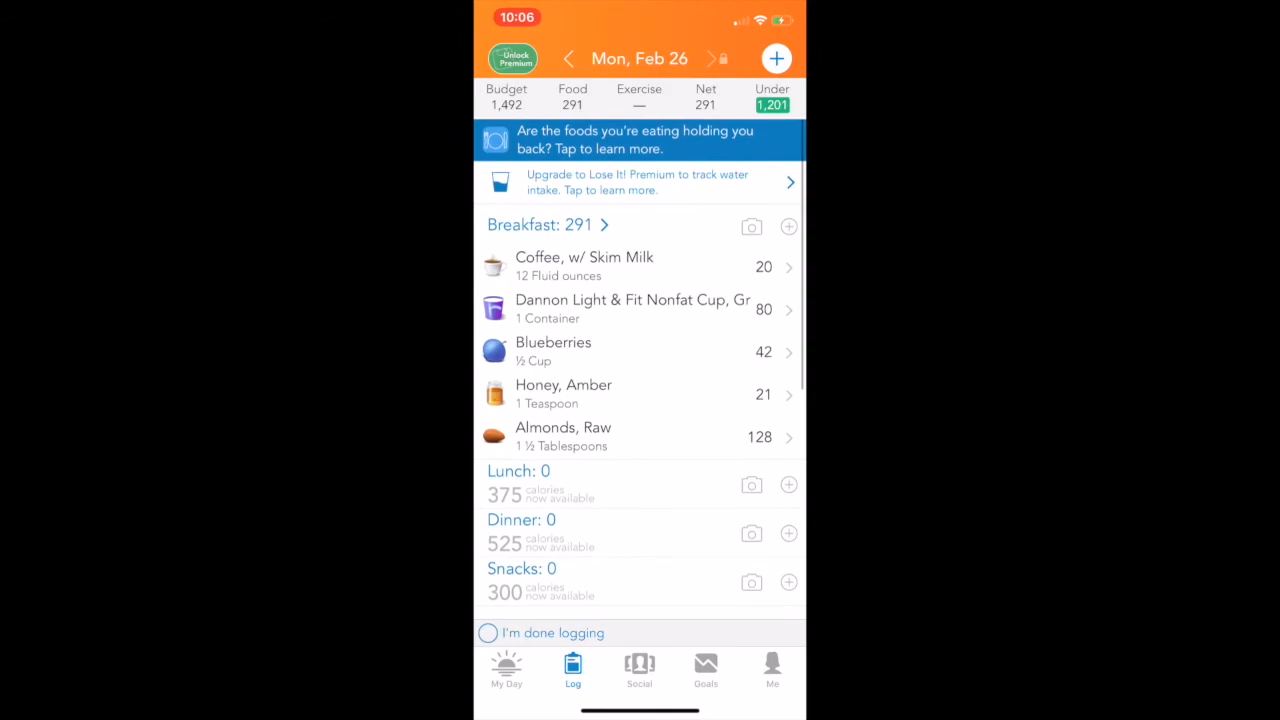 10:06
Unlock
Premium
Mon, Feb 26
Budget Food Exercise Net Under
1,492 291 — 291 1,201
Are the foods you're eating holding you
back? Tap to learn more.
Upgrade to Lose It! Premium to track water
intake. Tap to learn more.
Breakfast: 291
Coffee, w/ Skim Milk
12 Fluid ounces
20
Dannon Light & Fit Nonfat Cup, Gr
1 Container
80
Blueberries
½ Cup
42
Honey, Amber
1 Teaspoon
21
Almonds, Raw
1 ½ Tablespoons
128
Lunch: 0
375 calories
now available
Dinner: 0
525 calories
now available
Snacks: 0
300 calories
now available
I'm done logging
My Day Log Social Goals Me